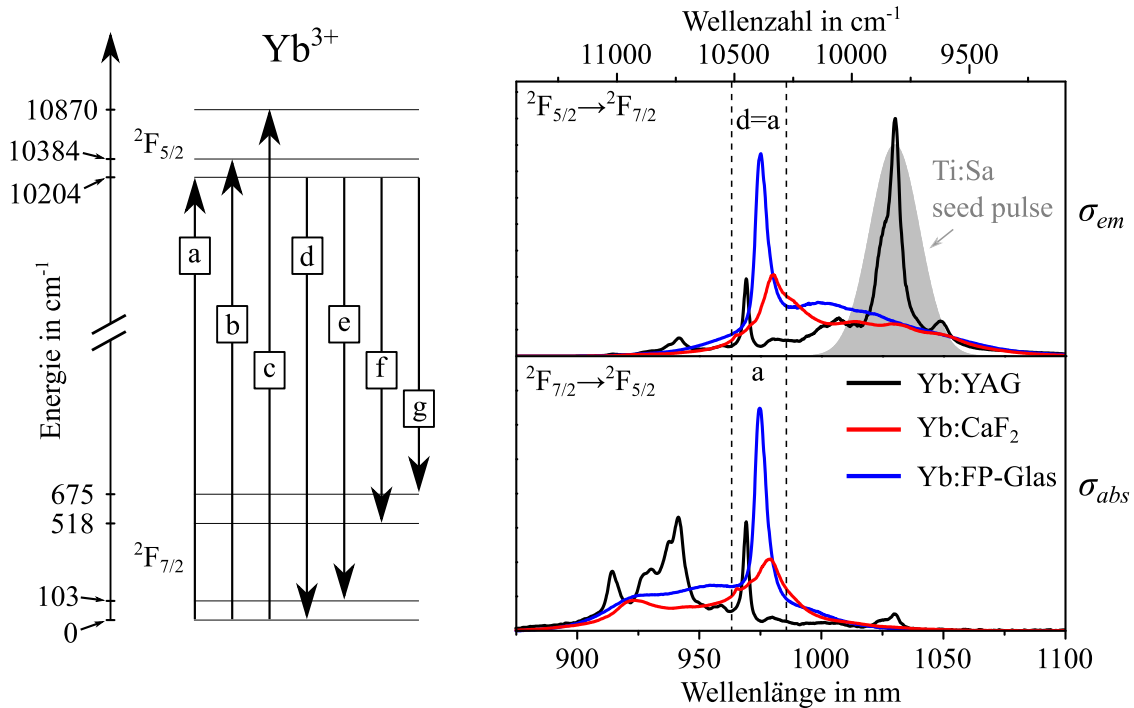 Yb³⁺
Energie in cm⁻¹
10870
10384
10204
675
518
103
0
²F₅/₂
²F₇/₂
a
b
c
d
e
f
g
Wellenzahl in cm⁻¹
11000
10500
10000
9500
²F₅/₂→²F₇/₂
d=a
Ti:Sa
seed pulse
σem
²F₇/₂→²F₅/₂
a
Yb:YAG
Yb:CaF₂
Yb:FP-Glas
σabs
900
950
1000
1050
1100
Wellenlänge in nm